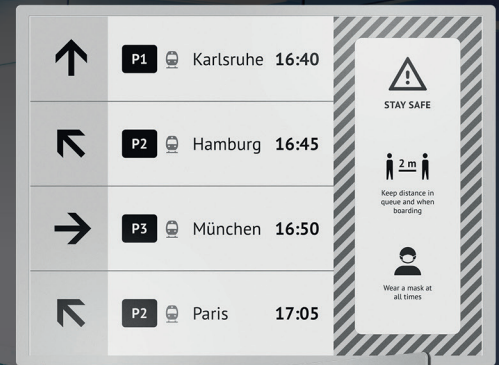 P1 Karlsruhe 16:40
P2 Hamburg 16:45
P3 München 16:50
P2 Paris 17:05
STAY SAFE
2 m
Keep distance in
queue and when
boarding
Wear a mask at
all times